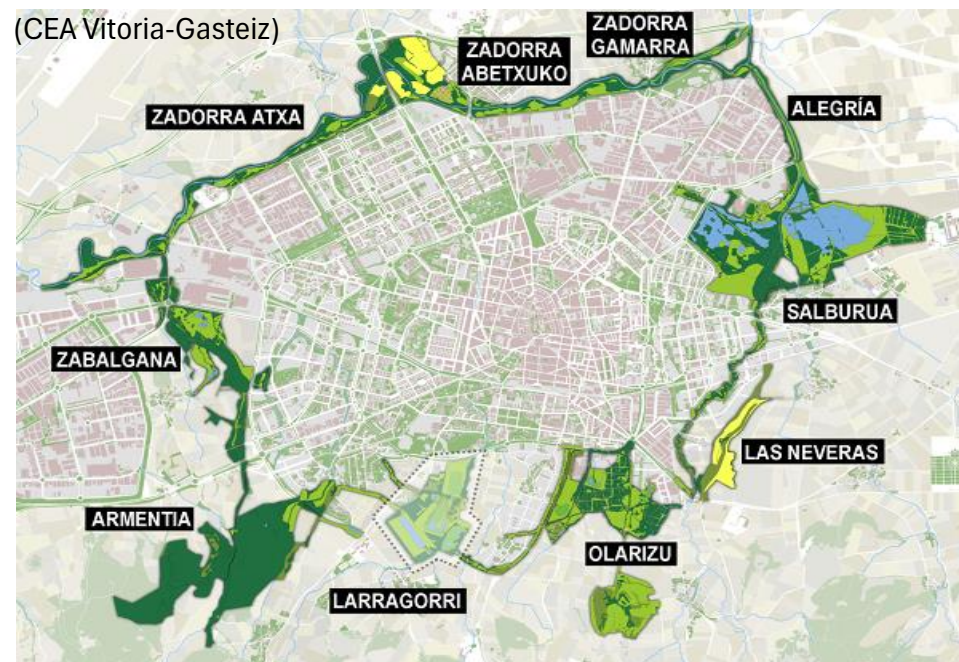 (CEA Vitoria-Gasteiz)
ZADORRA
GAMARRA
ZADORRA
ABETXUKO
ZADORRA ATXA
ALEGRÍA
SALBURUA
ZABALGANA
LAS NEVERAS
ARMENTIA
OLARIZU
LARRAGORRI